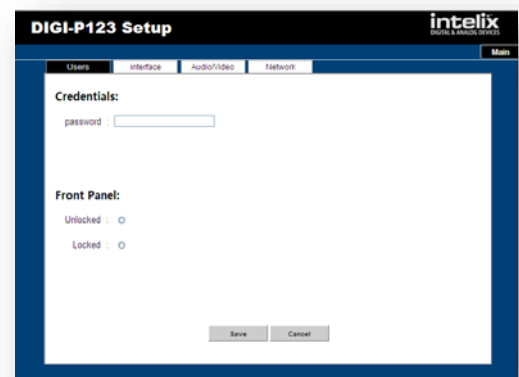 DIGI-P123 Setup
intelix
DIGITAL & ANALOG DEVICES
Main
Users Interface Audio/Video Network
Credentials:
password :
Front Panel:
Unlocked :
Locked :
Save Cancel